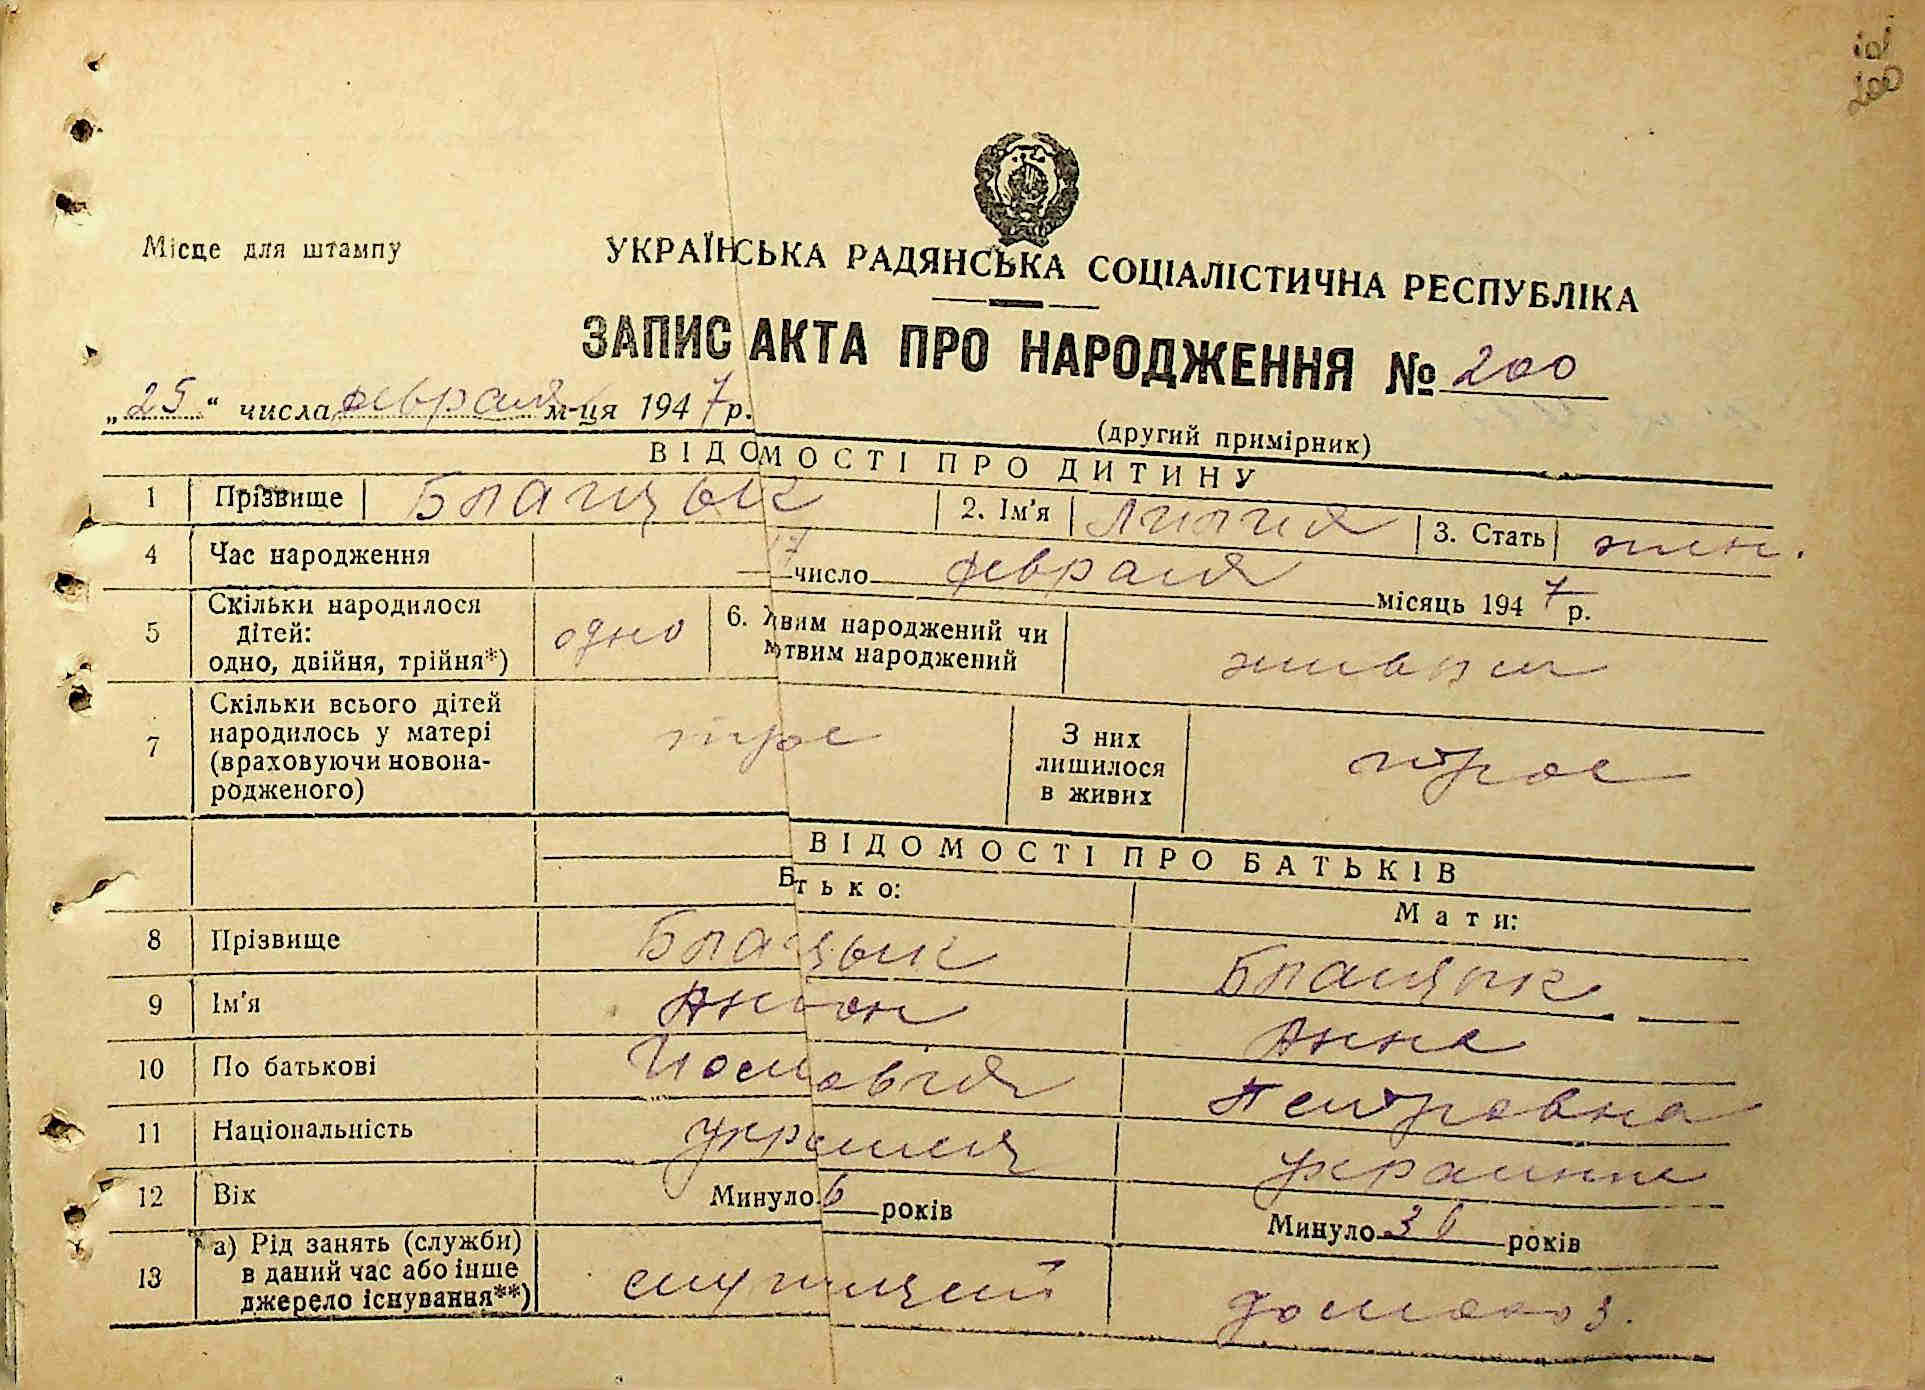 200
Місце для штампу
УКРАЇНСЬКА РАДЯНСЬКА СОЦІАЛІСТИЧНА РЕСПУБЛІКА
ЗАПИС АКТА ПРО НАРОДЖЕННЯ № 200
„25“ числа февраля м-ця 1947 р.
(другий примірник)
ВІДОМОСТІ ПРО ДИТИНУ
1 Прізвище 2. Ім'я 3. Стать жен.
4 Час народження 17 число февраля місяць 1947 р.
5 Скільки народилося дітей: одно, двійня, трійня*) одно 6. Живим народжений чи мртвим народжений живым
7 Скільки всього дітей народилось у матері (враховуючи новонародженого) трое З них лишилося в живих трое
ВІДОМОСТІ ПРО БАТЬКІВ
Бтько: Мати:
8 Прізвище
9 Ім'я Антон Анна
10 По батькові Петровна
11 Національність украинка
12 Вік Минуло 6 років Минуло 36 років
13 а) Рід занять (служби) в даний час або інше джерело існування**) служащий домохоз.